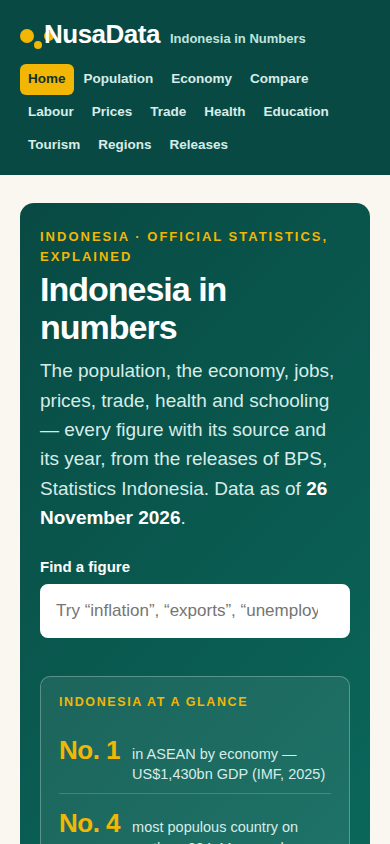 NusaData Indonesia in Numbers
Home Population Economy Compare
Labour Prices Trade Health Education
Tourism Regions Releases
INDONESIA · OFFICIAL STATISTICS,
EXPLAINED
Indonesia in
numbers
The population, the economy, jobs,
prices, trade, health and schooling
— every figure with its source and
its year, from the releases of BPS,
Statistics Indonesia. Data as of 26
November 2026.
Find a figure
Try “inflation”, “exports”, “unemploy
INDONESIA AT A GLANCE
No. 1 in ASEAN by economy —
US$1,430bn GDP (IMF, 2025)
No. 4 most populous country on